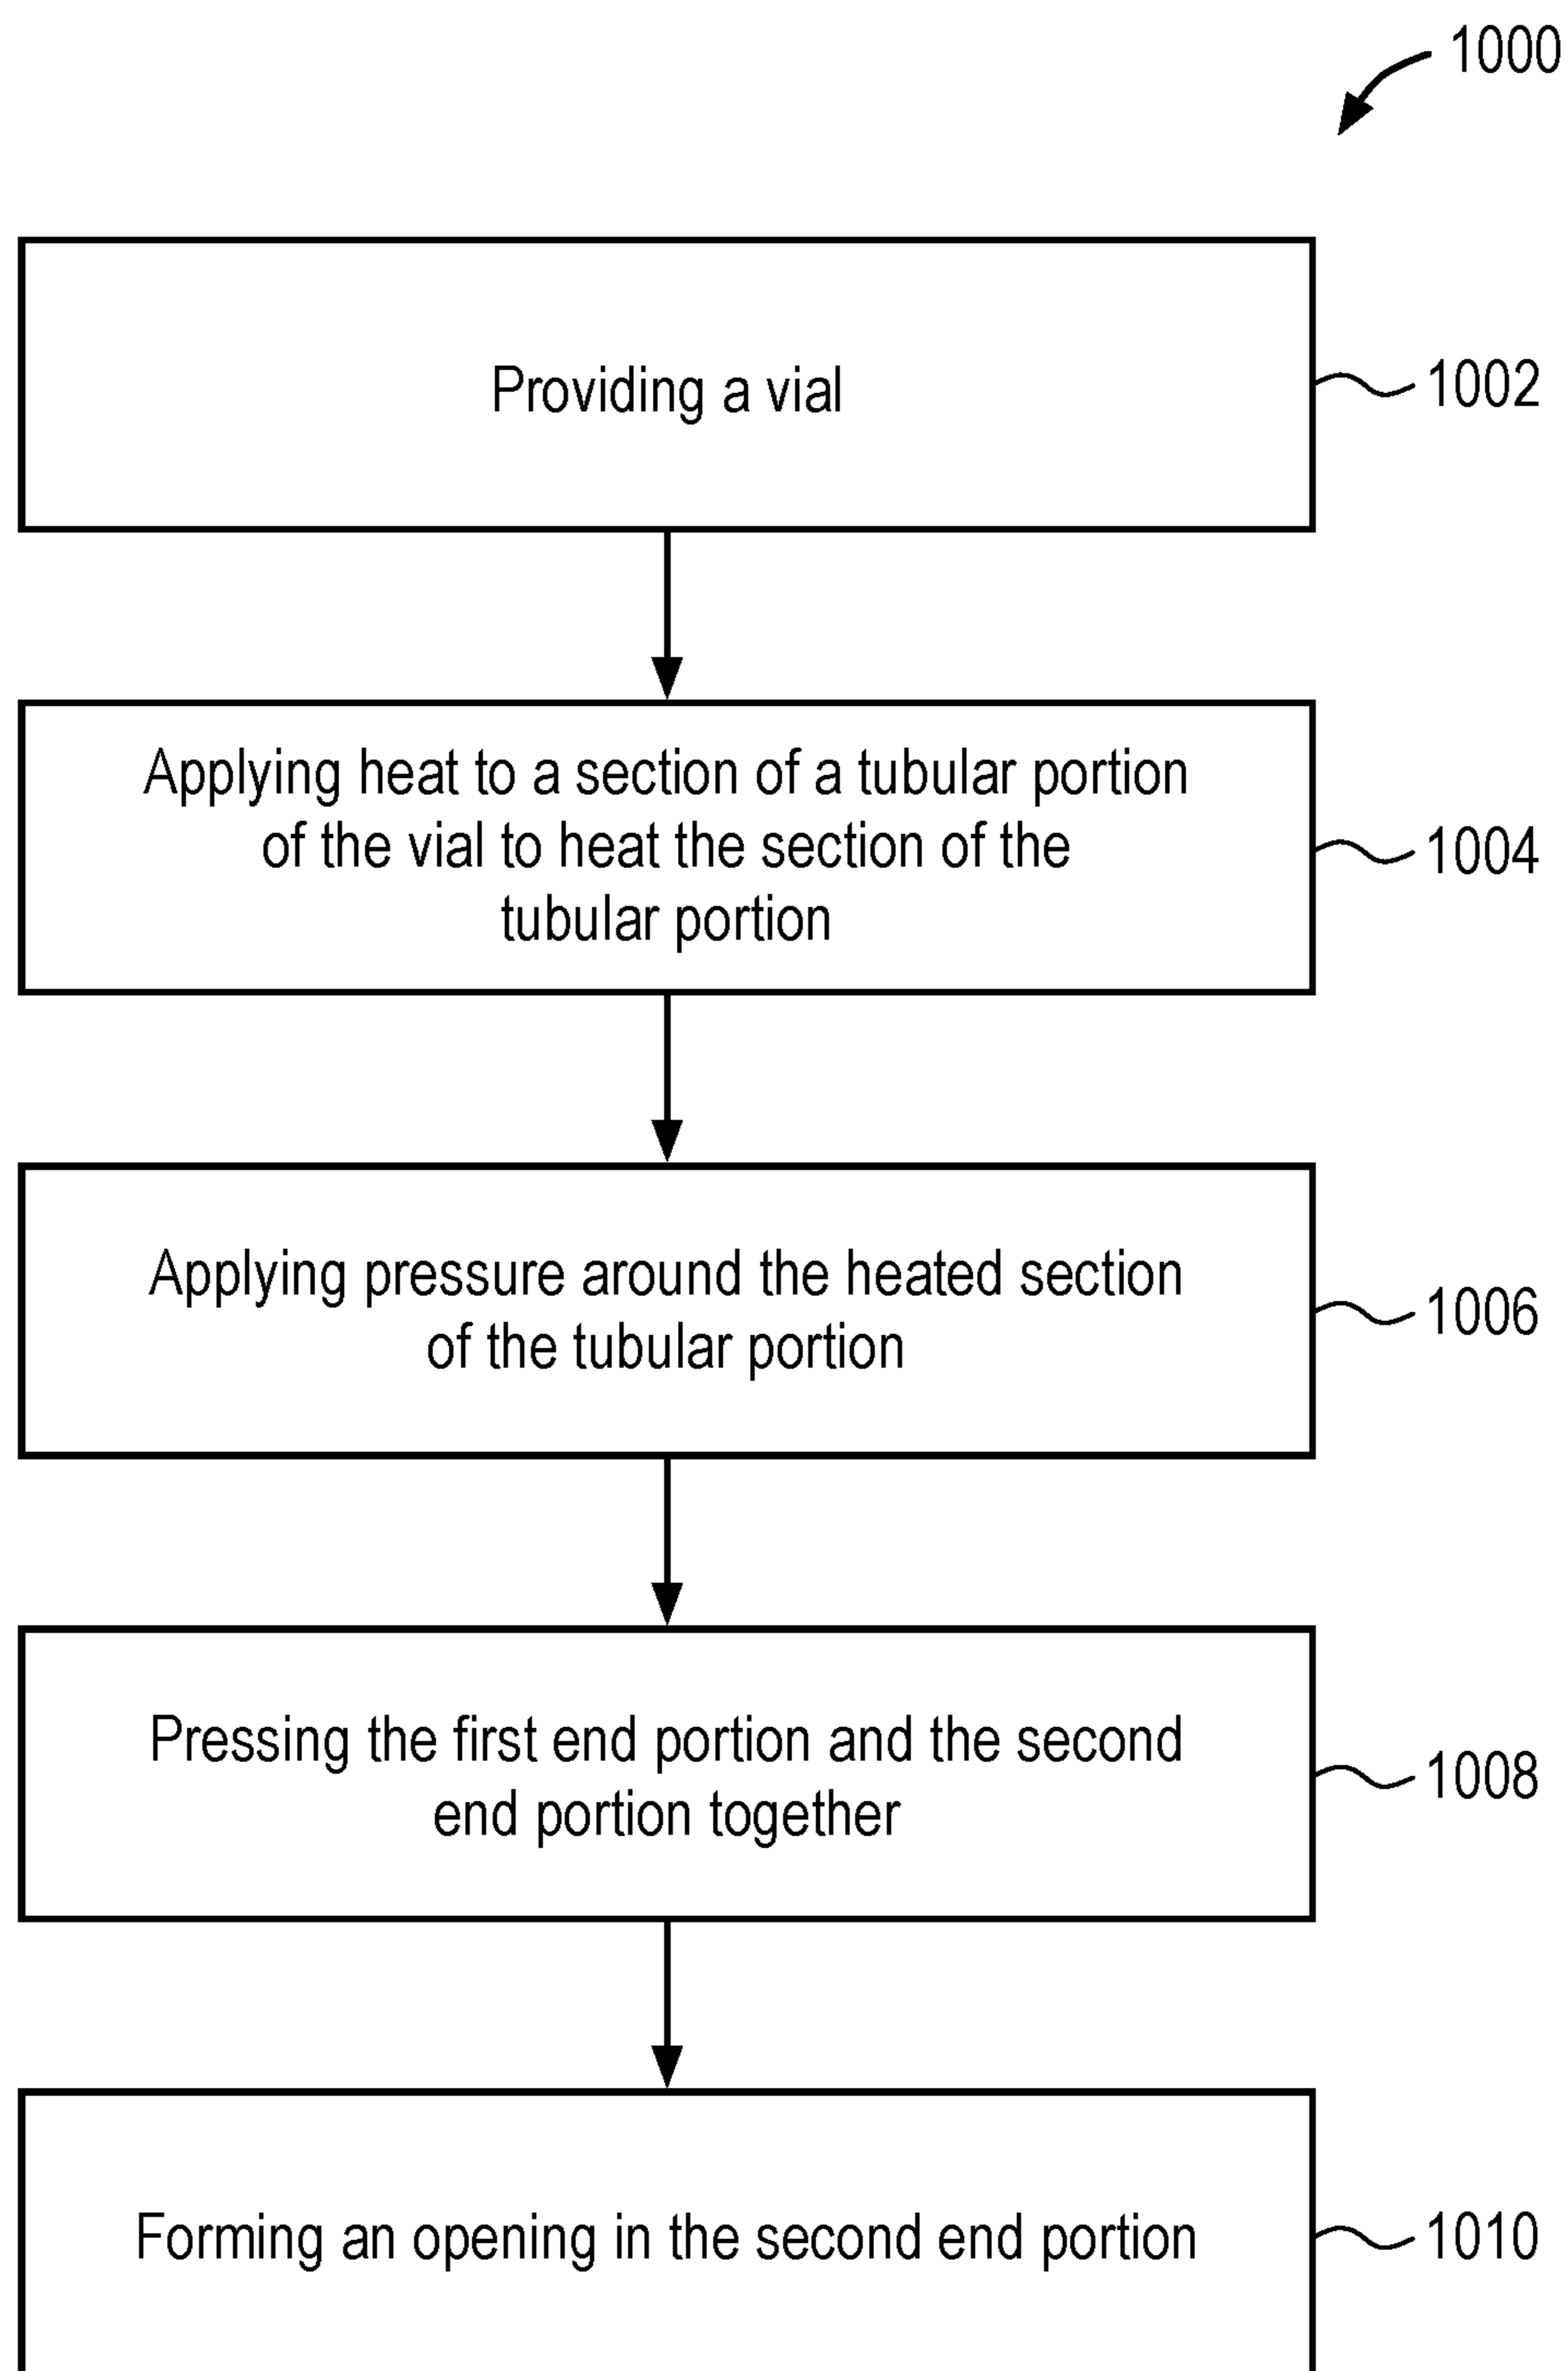 1000
Providing a vial
1002
Applying heat to a section of a tubular portion
of the vial to heat the section of the
tubular portion
1004
Applying pressure around the heated section
of the tubular portion
1006
Pressing the first end portion and the second
end portion together
1008
Forming an opening in the second end portion
1010